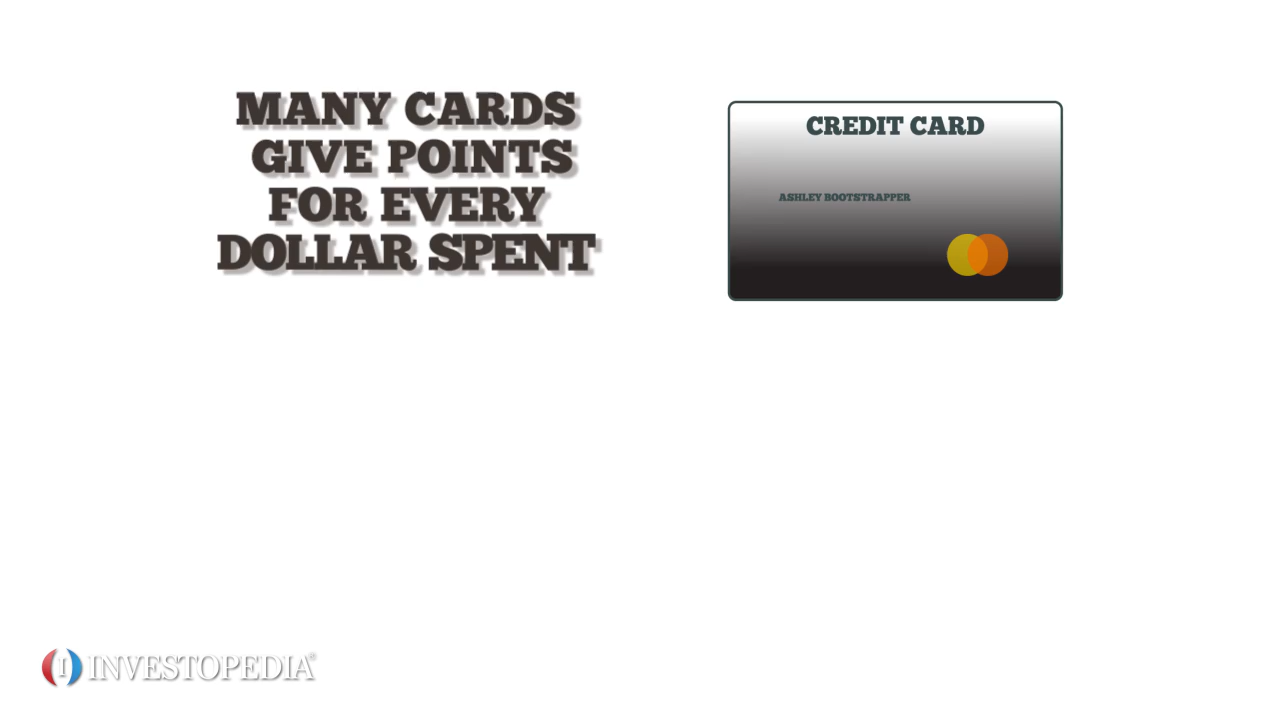 MANY CARDS
GIVE POINTS
FOR EVERY
DOLLAR SPENT
CREDIT CARD
ASHLEY BOOTSTRAPPER
I INVESTOPEDIA®